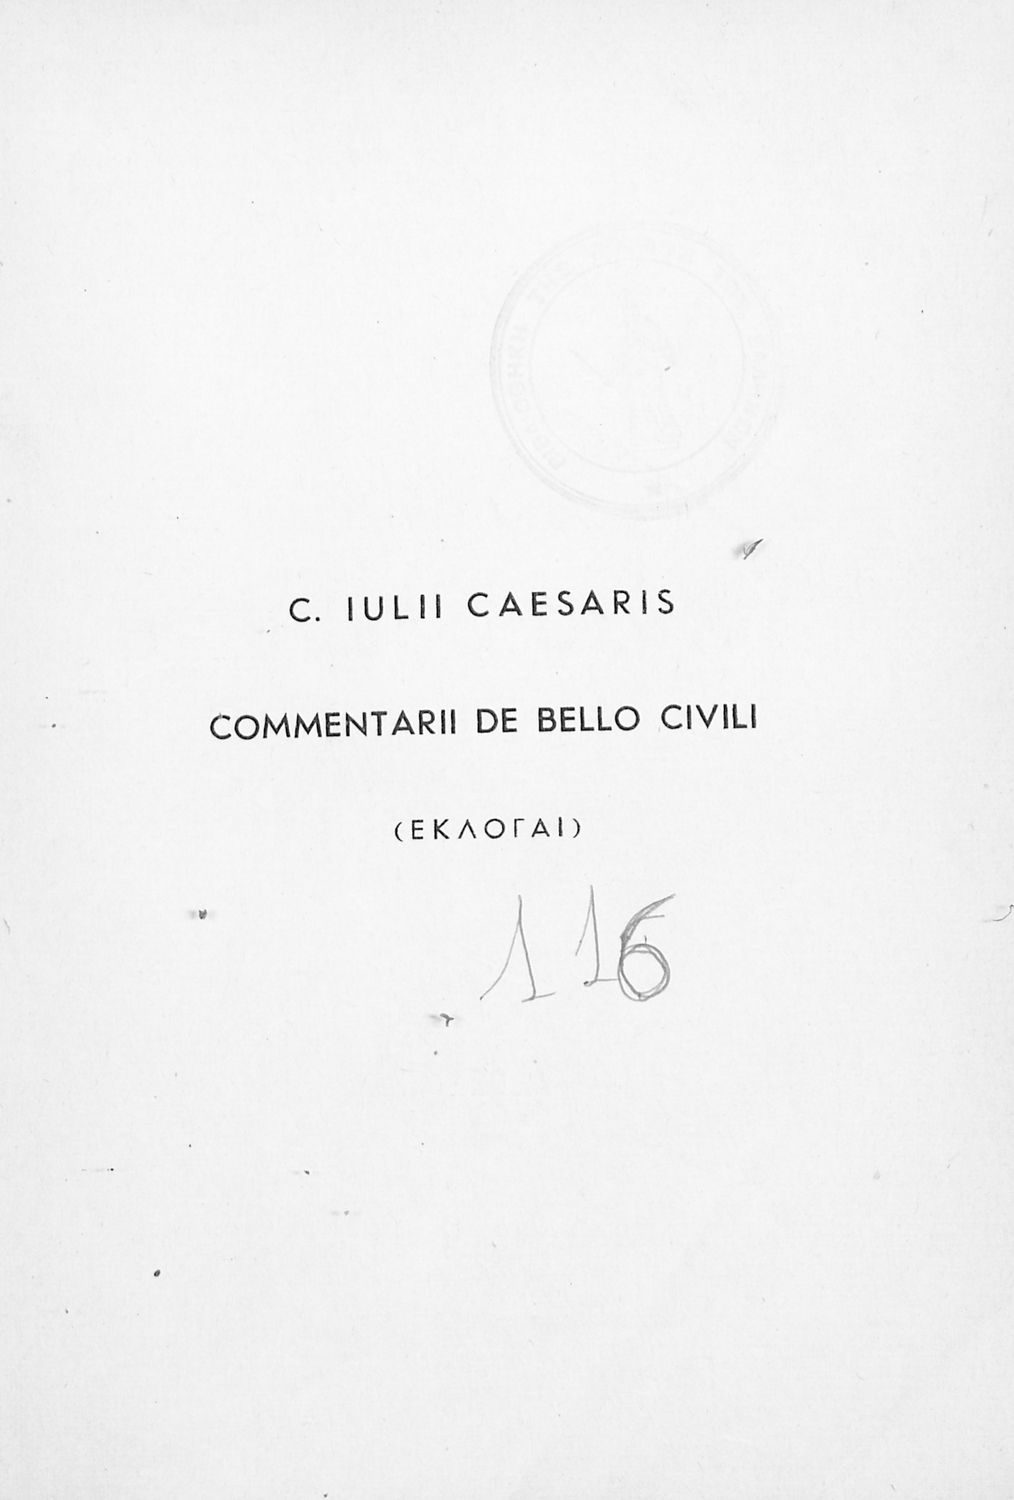 C. IULII CAESARIS
COMMENTARII DE BELLO CIVILI
(ΕΚΛΟΓΑΙ)
116